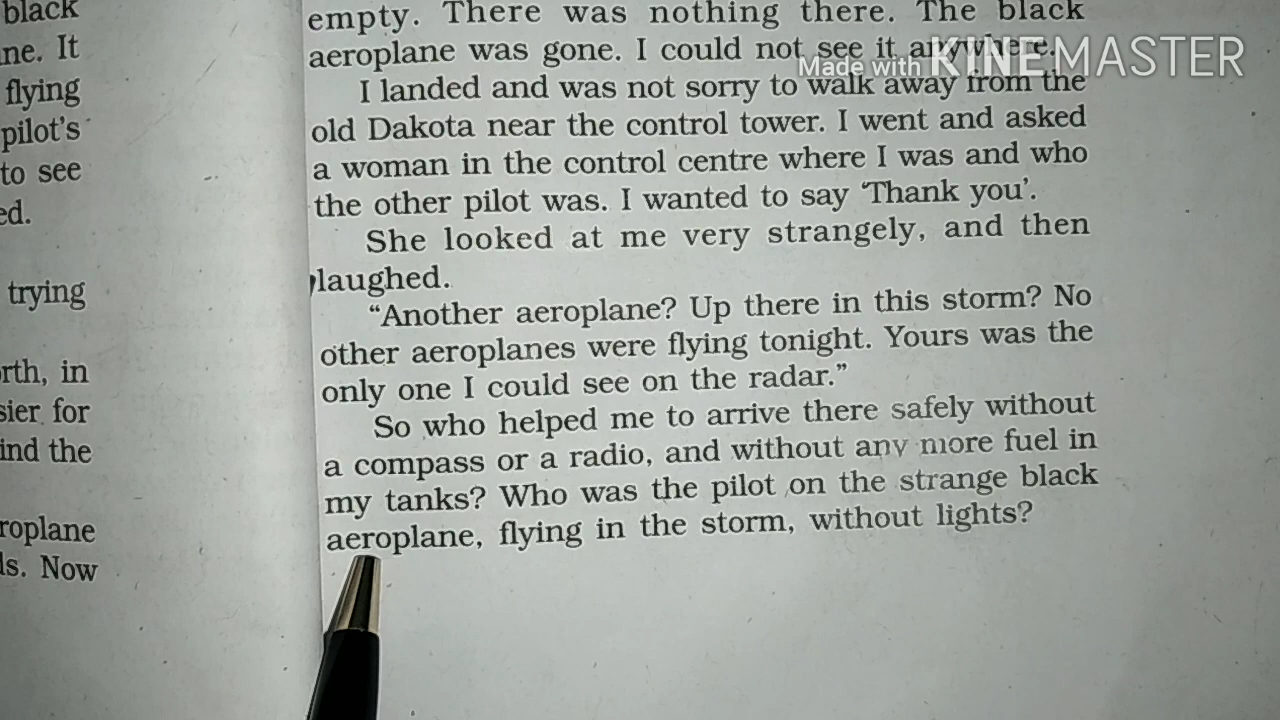 black
ne. It
flying
pilot's
to see
ed.
trying
rth, in
sier for
ind the
roplane
ls. Now
empty. There was nothing there. The black
aeroplane was gone. I could not see it anywhere.
Made with KINEMASTER
I landed and was not sorry to walk away from the
old Dakota near the control tower. I went and asked
a woman in the control centre where I was and who
the other pilot was. I wanted to say ‘Thank you’.
She looked at me very strangely, and then
laughed.
“Another aeroplane? Up there in this storm? No
other aeroplanes were flying tonight. Yours was the
only one I could see on the radar.”
So who helped me to arrive there safely without
a compass or a radio, and without any more fuel in
my tanks? Who was the pilot on the strange black
aeroplane, flying in the storm, without lights?